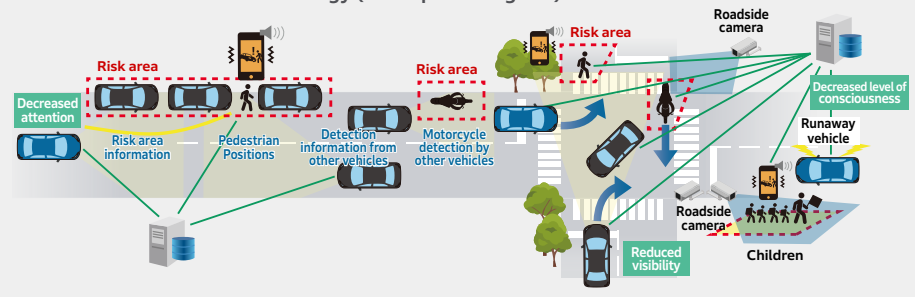 Roadside
camera
Risk area
Risk area
Risk area
Decreased
attention
Decreased level of
consciousness
Runaway
vehicle
Risk area
information
Pedestrian
Positions
Detection
information from
other vehicles
Motorcycle
detection by
other vehicles
Roadside
camera
Reduced
visibility
Children